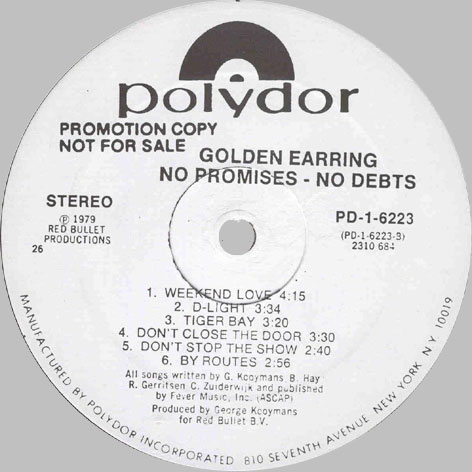 polydor
PROMOTION COPY
NOT FOR SALE
GOLDEN EARRING
NO PROMISES - NO DEBTS
STEREO
℗ 1979
RED BULLET
PRODUCTIONS
26
PD-1-6223
(PD-1-6223-B)
2310 684
1. WEEKEND LOVE 4:15
2. D-LIGHT 3:34
3. TIGER BAY 3:20
4. DON'T CLOSE THE DOOR 3:30
5. DON'T STOP THE SHOW 2:40
6. BY ROUTES 2:56
All songs written by G. Kooymans B. Hay
R. Gerritsen C. Zuiderwijk and published
by Fever Music, Inc. (ASCAP)
Produced by George Kooymans
for Red Bullet B.V.
MANUFACTURED BY POLYDOR INCORPORATED 810 SEVENTH AVENUE NEW YORK N Y 10019